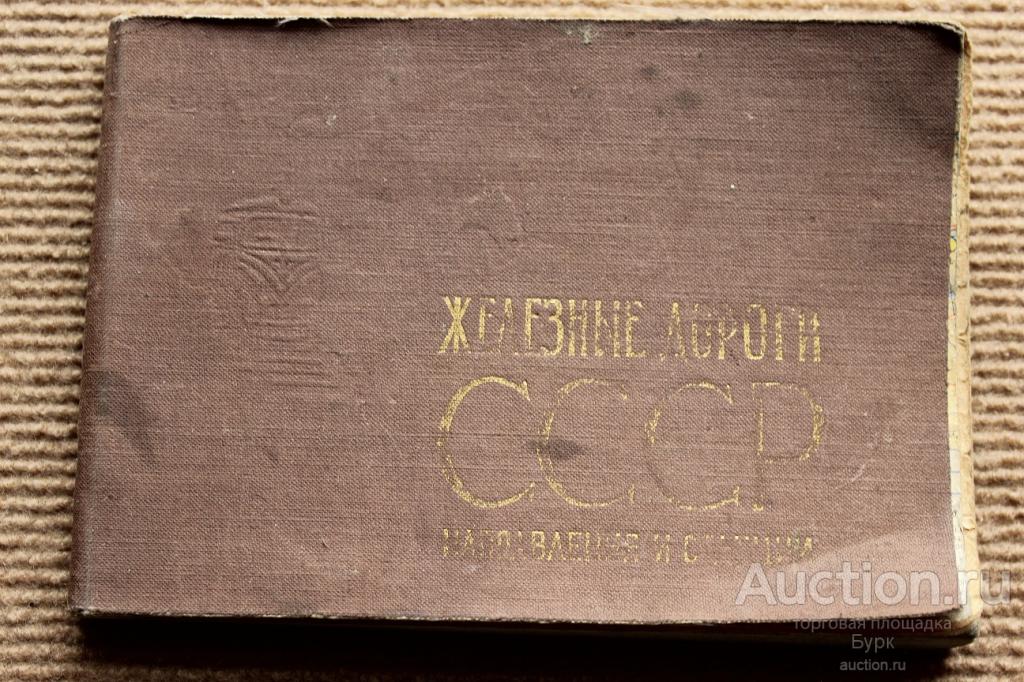 ЖЕЛЕЗНЫЕ ДОРОГИ
СССР
НАПРАВЛЕНИЯ И СТАНЦИИ
Auction.ru
торговая площадка
Бурк
auction.ru